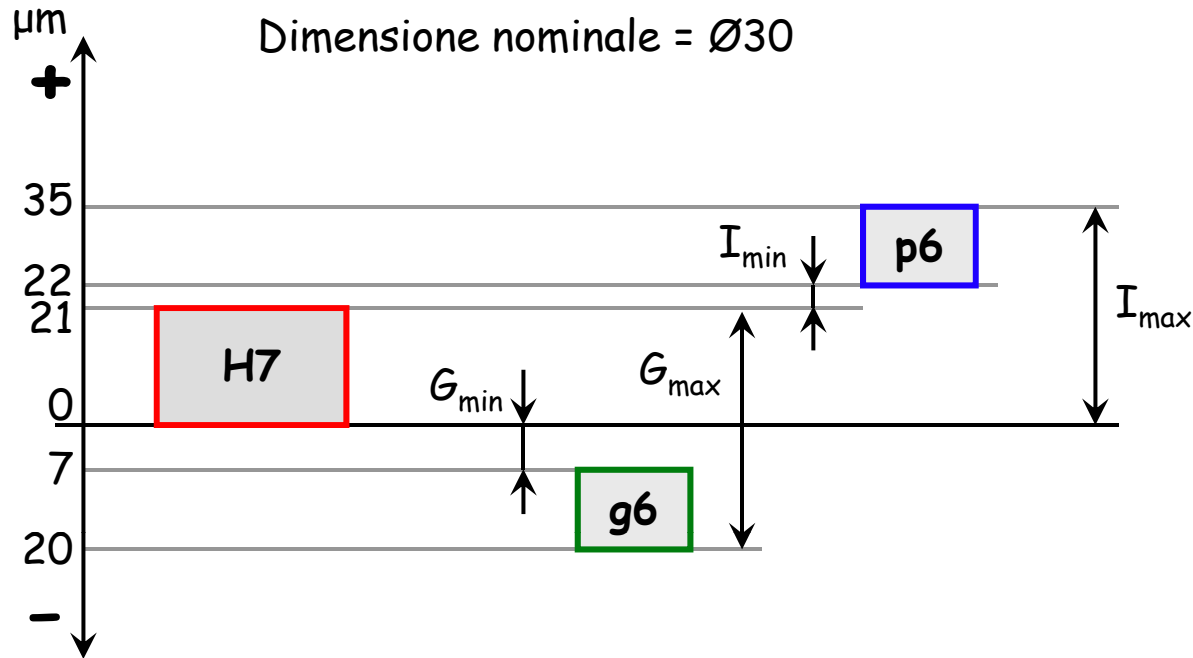 μm
Dimensione nominale = Ø30
+
35
p6
I min
22
21
I max
H7
G max
G min
0
7
g6
20
–